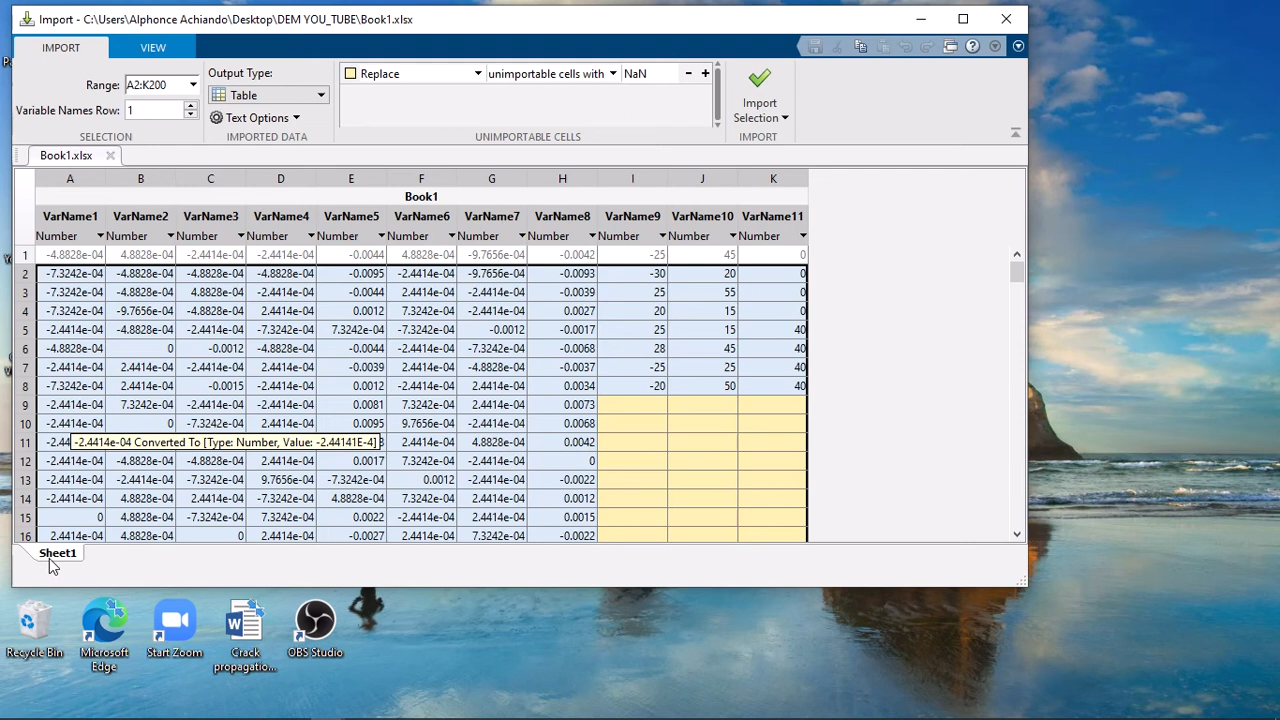 Import - C:\Users\Alphonce Achiando\Desktop\DEM YOU_TUBE\Book1.xlsx
IMPORT VIEW
Range: A2:K200
Variable Names Row: 1
SELECTION
Output Type:
Table
Text Options
IMPORTED DATA
Replace unimportable cells with NaN - +
UNIMPORTABLE CELLS
Import
Selection
IMPORT
Book1.xlsx
A B C D E F G H I J K
Book1
VarName1 VarName2 VarName3 VarName4 VarName5 VarName6 VarName7 VarName8 VarName9 VarName10 VarName11
Number Number Number Number Number Number Number Number Number Number Number
1 -4.8828e-04 -4.8828e-04 -2.4414e-04 -2.4414e-04 -0.0044 4.8828e-04 -9.7656e-04 -0.0042 -25 45 0
2 -7.3242e-04 -4.8828e-04 -4.8828e-04 -4.8828e-04 -0.0095 -2.4414e-04 -9.7656e-04 -0.0093 -30 20 0
3 -7.3242e-04 -4.8828e-04 4.8828e-04 -2.4414e-04 -0.0044 2.4414e-04 -2.4414e-04 -0.0039 25 55 0
4 -7.3242e-04 -9.7656e-04 -2.4414e-04 2.4414e-04 0.0012 7.3242e-04 -2.4414e-04 0.0027 20 15 0
5 -2.4414e-04 -4.8828e-04 -2.4414e-04 -7.3242e-04 7.3242e-04 -7.3242e-04 -0.0012 -0.0017 25 15 40
6 -4.8828e-04 0 -0.0012 -4.8828e-04 -0.0044 -2.4414e-04 -7.3242e-04 -0.0068 28 45 40
7 -2.4414e-04 2.4414e-04 -2.4414e-04 -2.4414e-04 -0.0039 2.4414e-04 -4.8828e-04 -0.0037 -25 25 40
8 -7.3242e-04 2.4414e-04 -0.0015 -2.4414e-04 0.0012 7.3242e-04 2.4414e-04 0.0034 -20 50 40
9 -2.4414e-04 7.3242e-04 -2.4414e-04 -2.4414e-04 0.0081 7.3242e-04 2.4414e-04 0.0073
10 -2.4414e-04 0 -7.3242e-04 -2.4414e-04 0.0095 9.7656e-04 -2.4414e-04 0.0068
11 -2.44 -2.4414e-04 Converted To [Type: Number, Value: -2.44141E-4] 3 2.4414e-04 4.8828e-04 0.0042
12 -2.4414e-04 -4.8828e-04 -4.8828e-04 2.4414e-04 0.0017 7.3242e-04 -2.4414e-04 0
13 -2.4414e-04 -2.4414e-04 -7.3242e-04 9.7656e-04 -7.3242e-04 0.0012 -2.4414e-04 -0.0022
14 -2.4414e-04 4.8828e-04 2.4414e-04 -7.3242e-04 4.8828e-04 7.3242e-04 2.4414e-04 0.0012
15 0 4.8828e-04 -7.3242e-04 7.3242e-04 0.0022 -2.4414e-04 2.4414e-04 0.0015
16 2.4414e-04 4.8828e-04 0 -2.4414e-04 -0.0027 -2.4414e-04 7.3242e-04 -0.0022
Sheet1
Recycle Bin
Microsoft
Edge
Start Zoom
Crack
propagatio...
OBS Studio